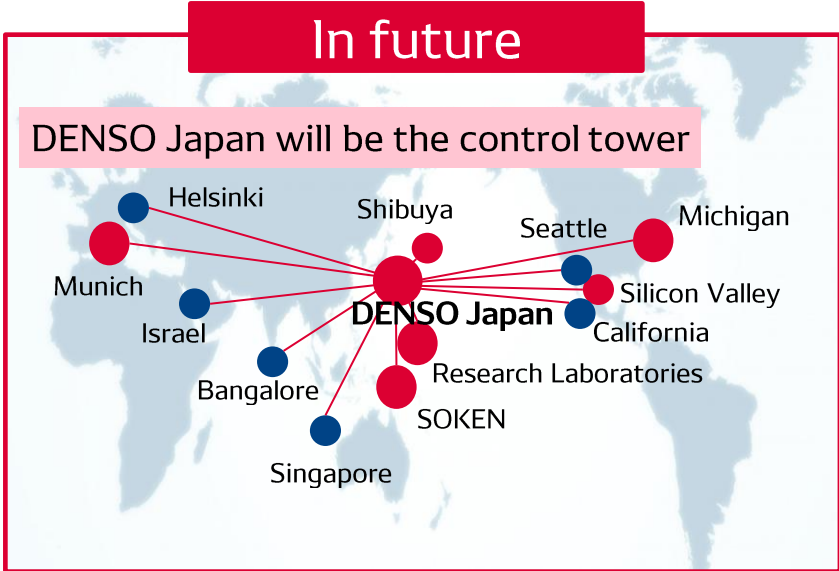 In future
DENSO Japan will be the control tower
Helsinki
Shibuya
Michigan
Seattle
Munich
Silicon Valley
DENSO Japan
Israel
California
Research Laboratories
Bangalore
SOKEN
Singapore